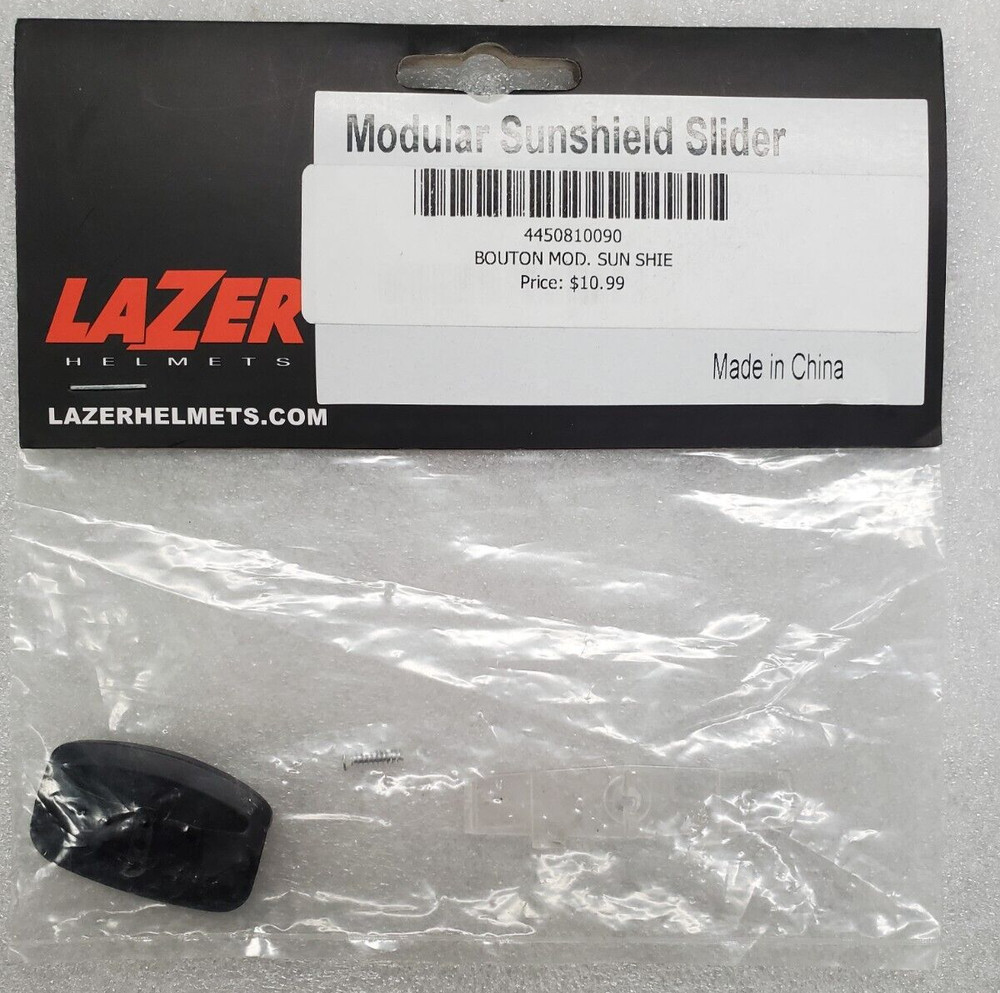 Modular Sunshield Slider
4450810090
BOUTON MOD. SUN SHIE
Price: $10.99
Made in China
LAZER
HELMETS
LAZERHELMETS.COM